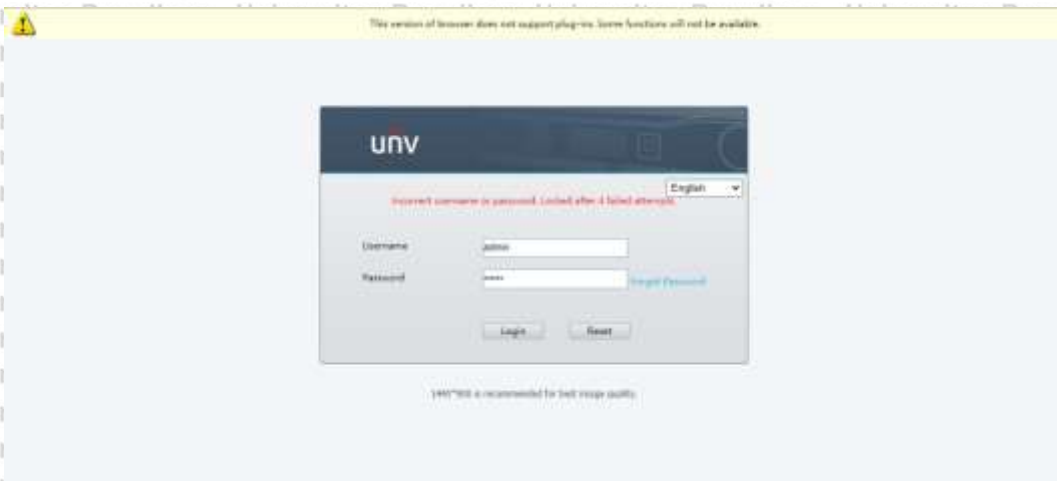 This version of browser does not support plug-ins. Some functions will not be available.
unv
English
Incorrect username or password. Locked after 4 failed attempts.
Username admin
Password
Forgot Password
Login Reset
is recommended for best image quality.